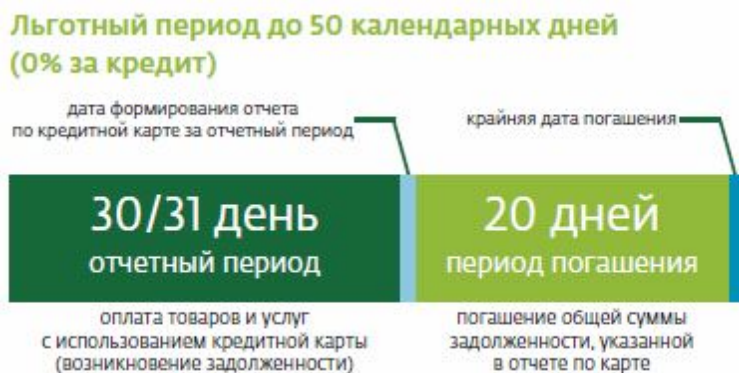 Льготный период до 50 календарных дней
(0% за кредит)
дата формирования отчета
по кредитной карте за отчетный период
крайняя дата погашения
30/31 день
отчетный период
20 дней
период погашения
оплата товаров и услуг
с использованием кредитной карты
(возникновение задолженности)
погашение общей суммы
задолженности, указанной
в отчете по карте